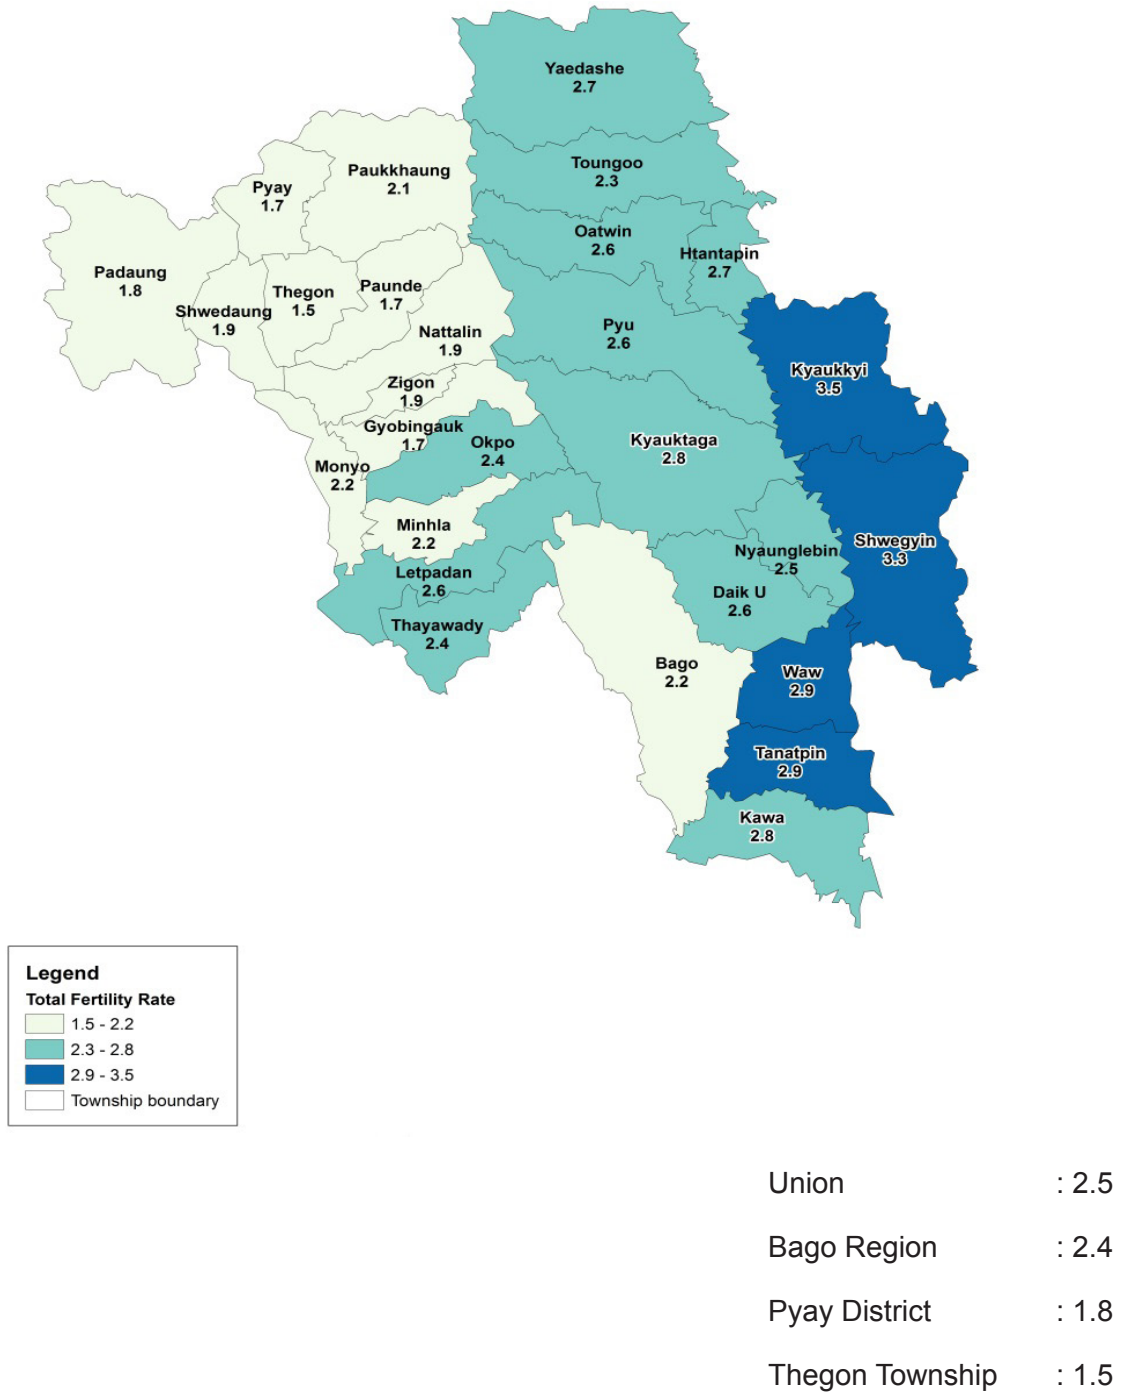 Yaedashe
2.7
Toungoo
2.3
Paukkhaung
2.1
Pyay
1.7
Oatwin
2.6
Htantapin
2.7
Padaung
1.8
Shwedaung
1.9
Thegon
1.5
Paunde
1.7
Nattalin
1.9
Pyu
2.6
Kyaukkyi
3.5
Zigon
1.9
Gyobingauk
1.7
Okpo
2.4
Kyauktaga
2.8
Monyo
2.2
Minhla
2.2
Shwegyin
3.3
Nyaunglebin
2.5
Letpadan
2.6
Daik U
2.6
Thayawady
2.4
Bago
2.2
Waw
2.9
Tanatpin
2.9
Kawa
2.8
Legend
Total Fertility Rate
1.5 - 2.2
2.3 - 2.8
2.9 - 3.5
Township boundary
Union : 2.5
Bago Region : 2.4
Pyay District : 1.8
Thegon Township : 1.5